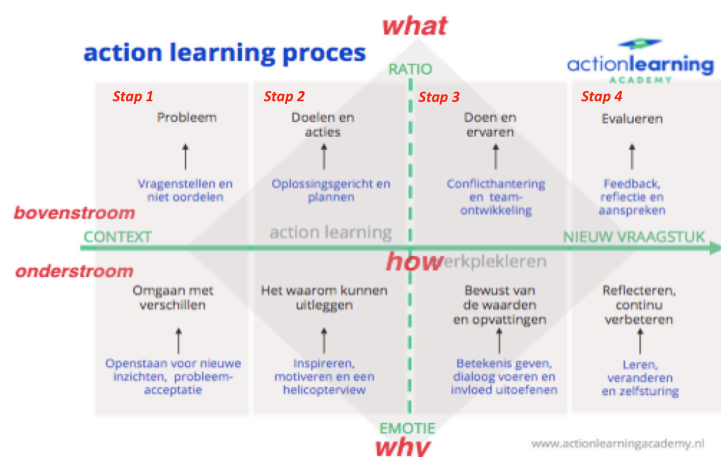 what
action learning proces
RATIO
actionlearning
ACADEMY
Stap 1
Stap 2
Stap 3
Stap 4
Probleem
Doelen en
acties
Doen en
ervaren
Evalueren
Vragenstellen en
niet oordelen
Oplossingsgericht en
plannen
Conflicthantering
en team-
ontwikkeling
Feedback,
reflectie en
aanspreken
bovenstroom
CONTEXT
action learning
NIEUW VRAAGSTUK
onderstroom
how
Omgaan met
verschillen
Het waarom kunnen
uitleggen
Bewust van
de waarden
en opvattingen
Reflecteren,
continu
verbeteren
Openstaan voor nieuwe
inzichten, probleem-
acceptatie
Inspireren,
motiveren en een
helicopterview
Betekenis geven,
dialoog voeren en
invloed uitoefenen
Leren,
veranderen
en zelfsturing
EMOTIE
why
www.actionlearningacademy.nl